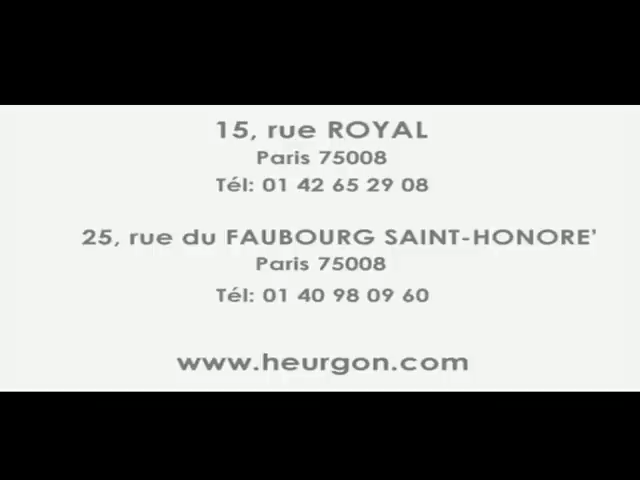 15, rue ROYAL
Paris 75008
Tél: 01 42 65 29 08
25, rue du FAUBOURG SAINT-HONORE’
Paris 75008
Tél: 01 40 98 09 60
www.heurgon.com